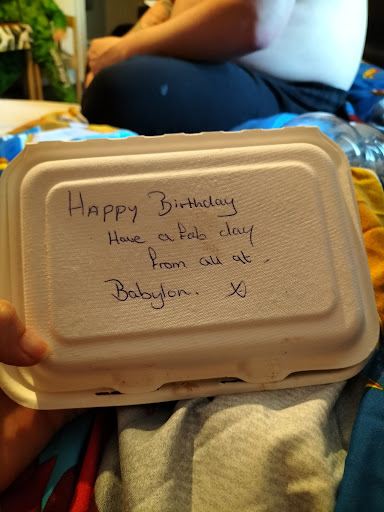 Happy Birthday
Have a fab day
from all at.
Babylon. X